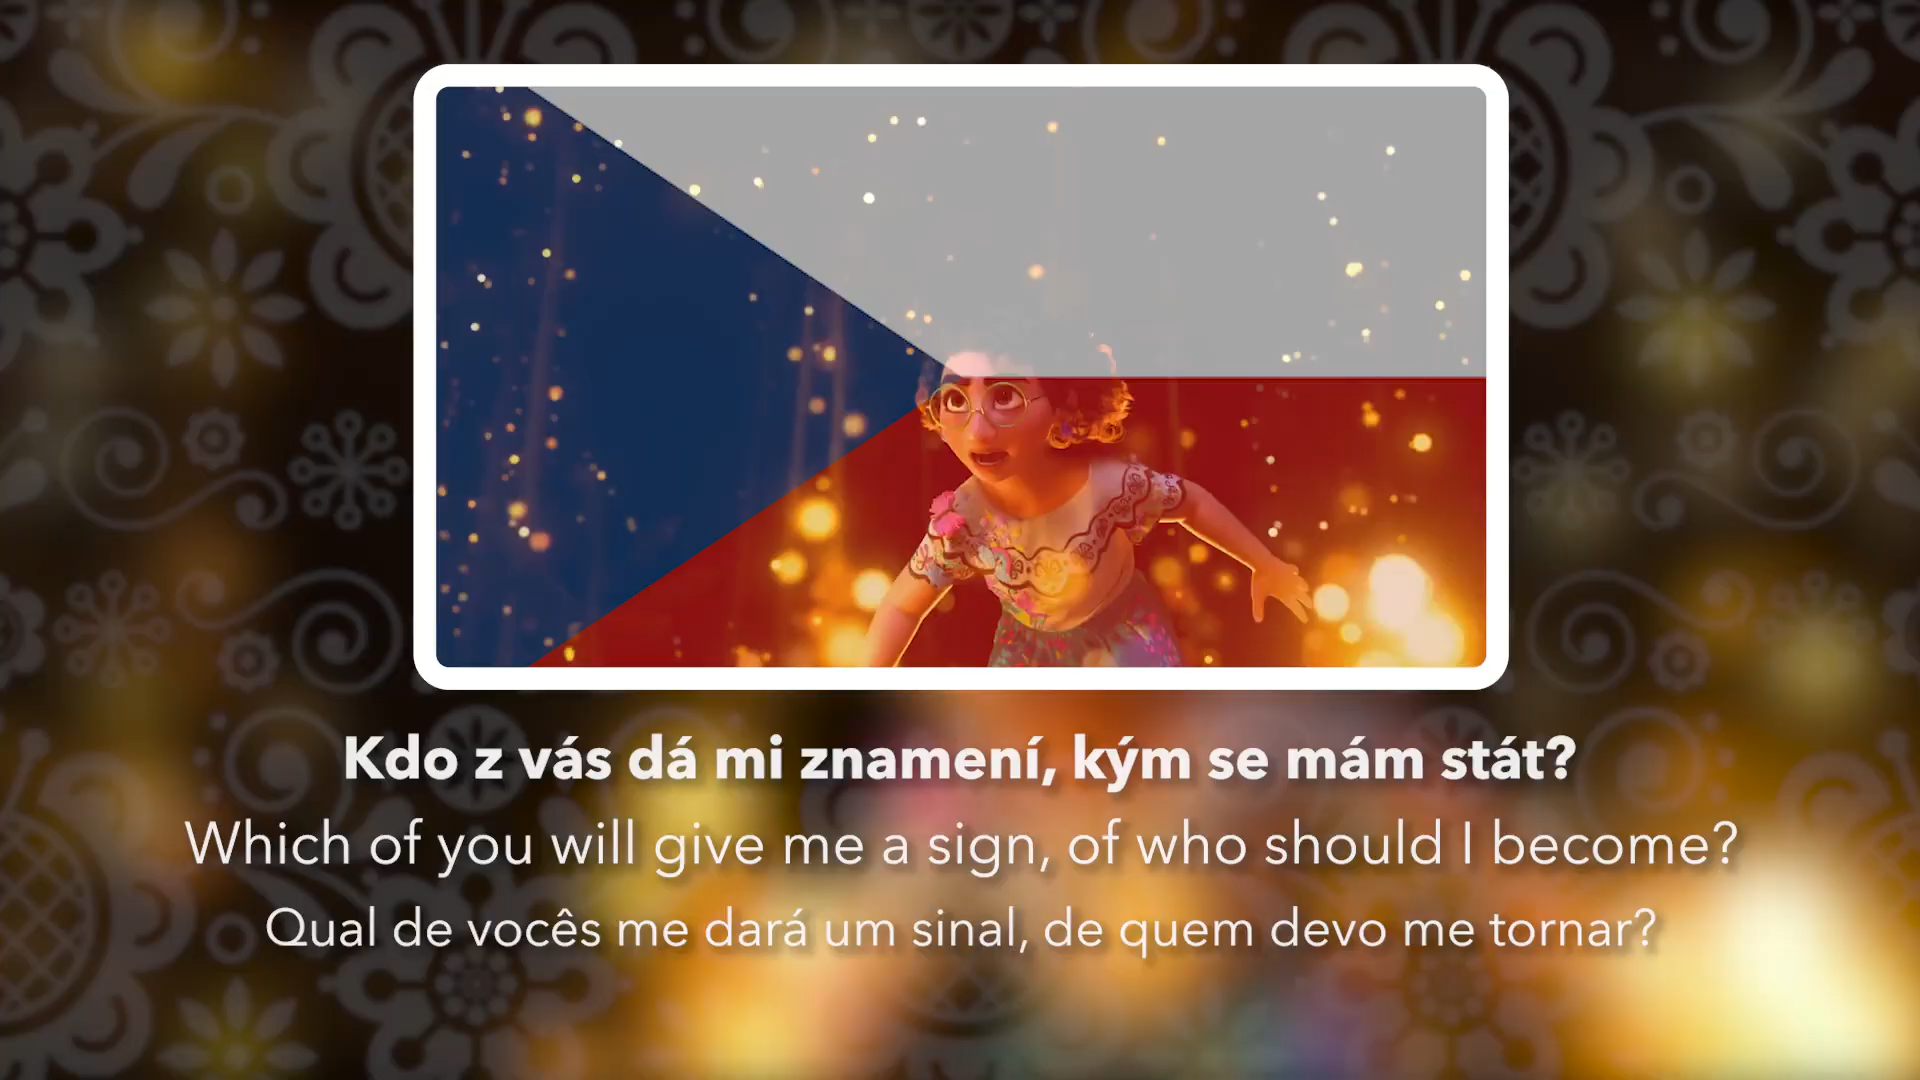 Kdo z vás dá mi znamení, kým se mám stát?
Which of you will give me a sign, of who should I become?
Qual de vocês me dará um sinal, de quem devo me tornar?